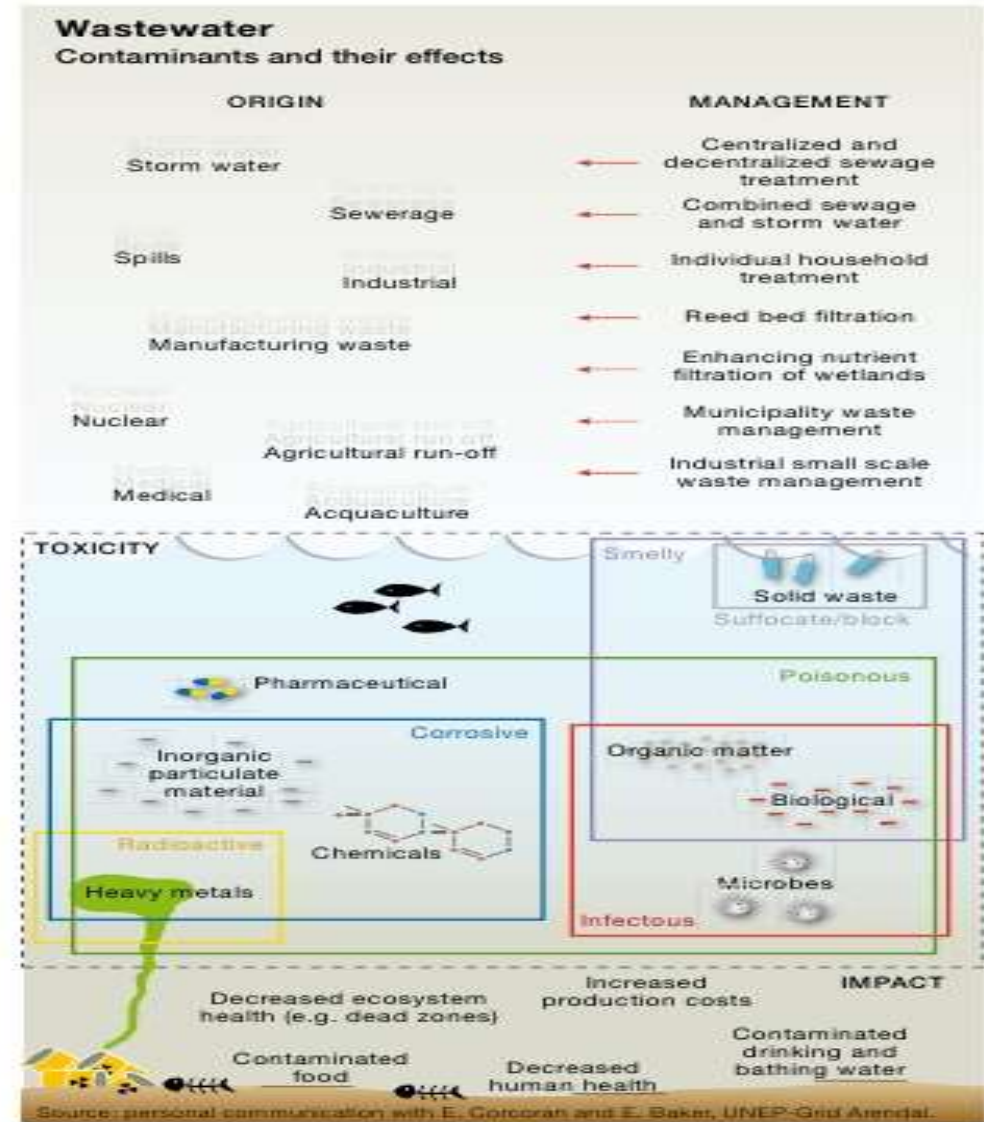 Wastewater
Contaminants and their effects
ORIGIN
MANAGEMENT
Storm water
Sewerage
Spills
Industrial
Manufacturing waste
Nuclear
Agricultural run-off
Medical
Acquaculture
Centralized and
decentralized sewage
treatment
Combined sewage
and storm water
Individual household
treatment
Reed bed filtration
Enhancing nutrient
filtration of wetlands
Municipality waste
management
Industrial small scale
waste management
TOXICITY
Smelly
Solid waste
Suffocate/block
Poisonous
Pharmaceutical
Corrosive
Inorganic
particulate
material
Chemicals
Radioactive
Heavy metals
Organic matter
Biological
Microbes
Infectous
IMPACT
Decreased ecosystem
health (e.g. dead zones)
Increased
production costs
Contaminated
food
Decreased
human health
Contaminated
drinking and
bathing water
Source: personal communication with E. Corcoran and E. Baker, UNEP-Grid Arendal.